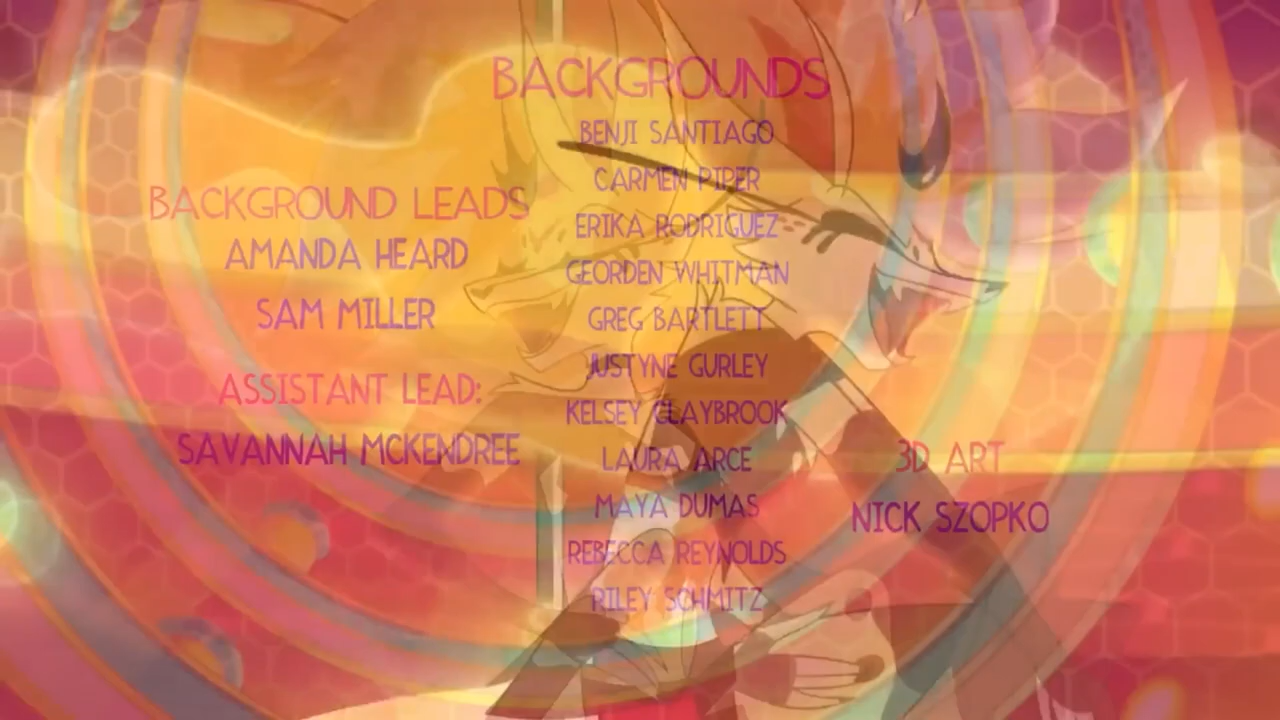 BACKGROUND LEADS
AMANDA HEARD
SAM MILLER
ASSISTANT LEAD:
SAVANNAH MCKENDREE
BACKGROUNDS
BENJI SANTIAGO
CARMEN PIPER
ERIKA RODRIGUEZ
GEORDEN WHITMAN
GREG BARTLETT
JUSTYNE GURLEY
KELSEY CLAYBROOK
LAURA ARCE
MAYA DUMAS
REBECCA REYNOLDS
RILEY SCHMITZ
3D ART
NICK SZOPKO